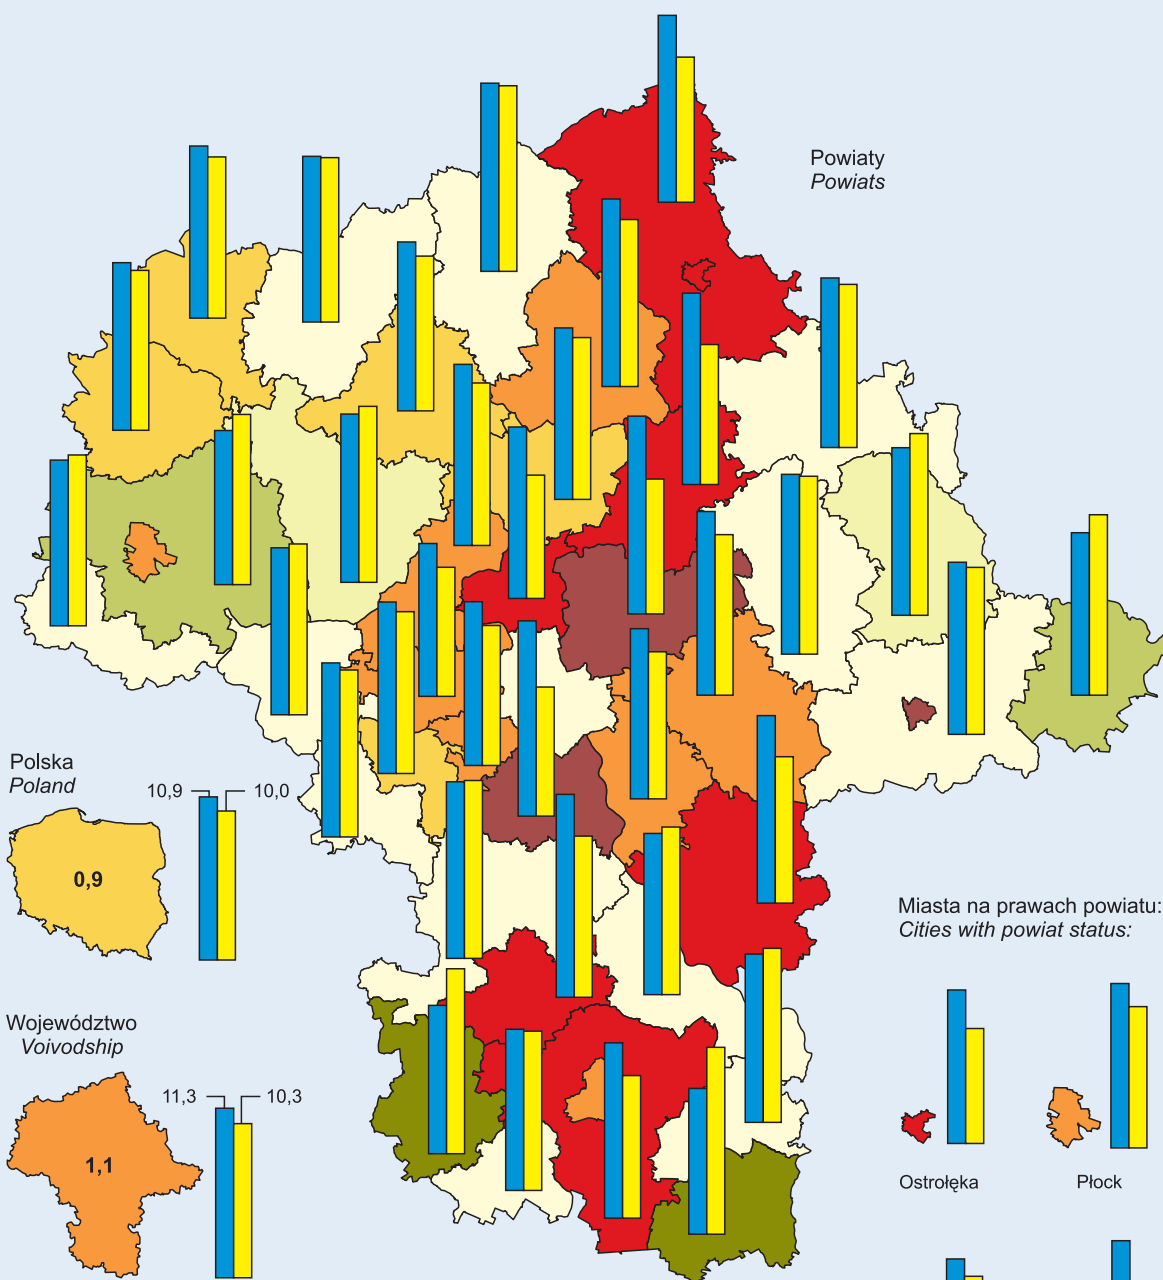 Powiaty
Powiats
Polska
Poland
10,9
10,0
0,9
Województwo
Voivodship
11,3
10,3
1,1
Miasta na prawach powiatu:
Cities with powiat status:
Ostrołęka
Płock